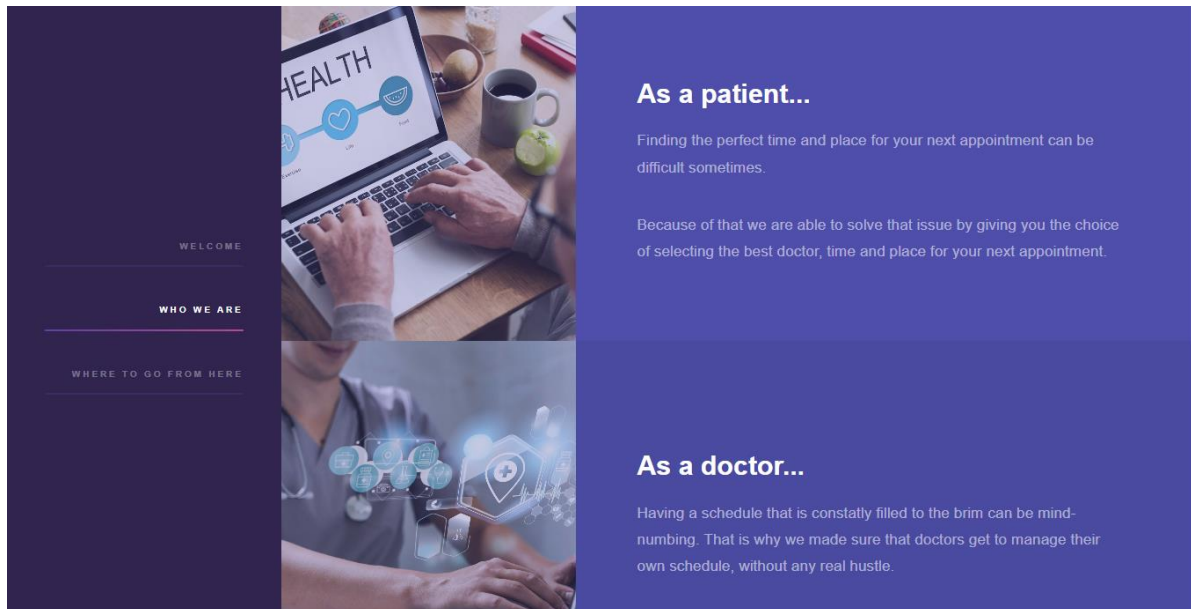 WELCOME
WHO WE ARE
WHERE TO GO FROM HERE
HEALTH
Exercise
Life
Food
As a patient...
Finding the perfect time and place for your next appointment can be
difficult sometimes.
Because of that we are able to solve that issue by giving you the choice
of selecting the best doctor, time and place for your next appointment.
As a doctor...
Having a schedule that is constatly filled to the brim can be mind-
numbing. That is why we made sure that doctors get to manage their
own schedule, without any real hustle.